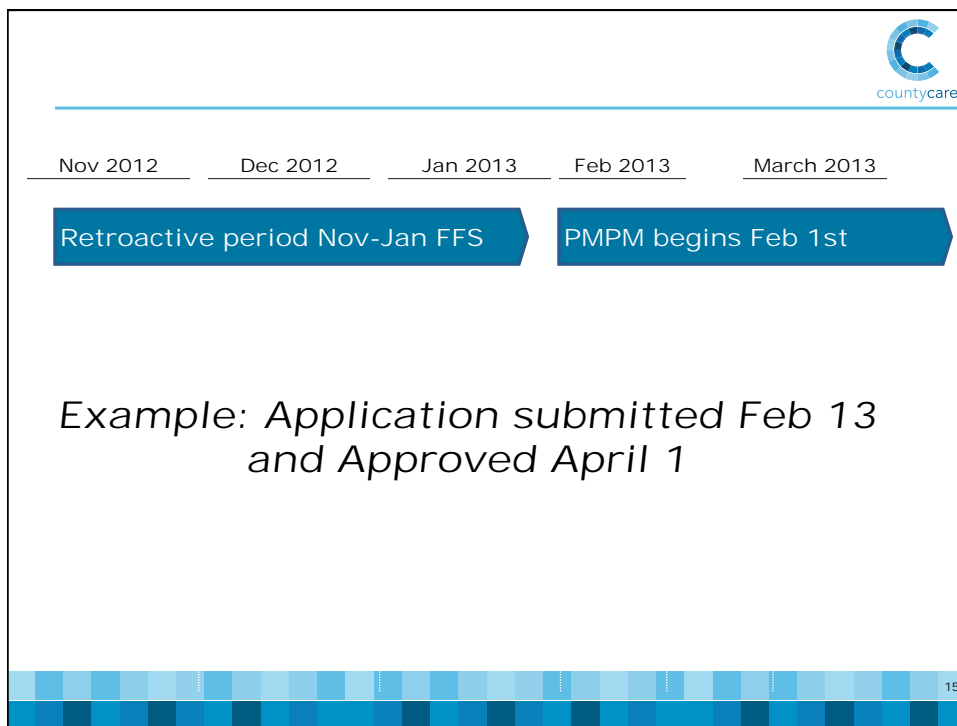 countycare
Nov 2012 Dec 2012 Jan 2013 Feb 2013 March 2013
Retroactive period Nov-Jan FFS PMPM begins Feb 1st
Example: Application submitted Feb 13
and Approved April 1
15